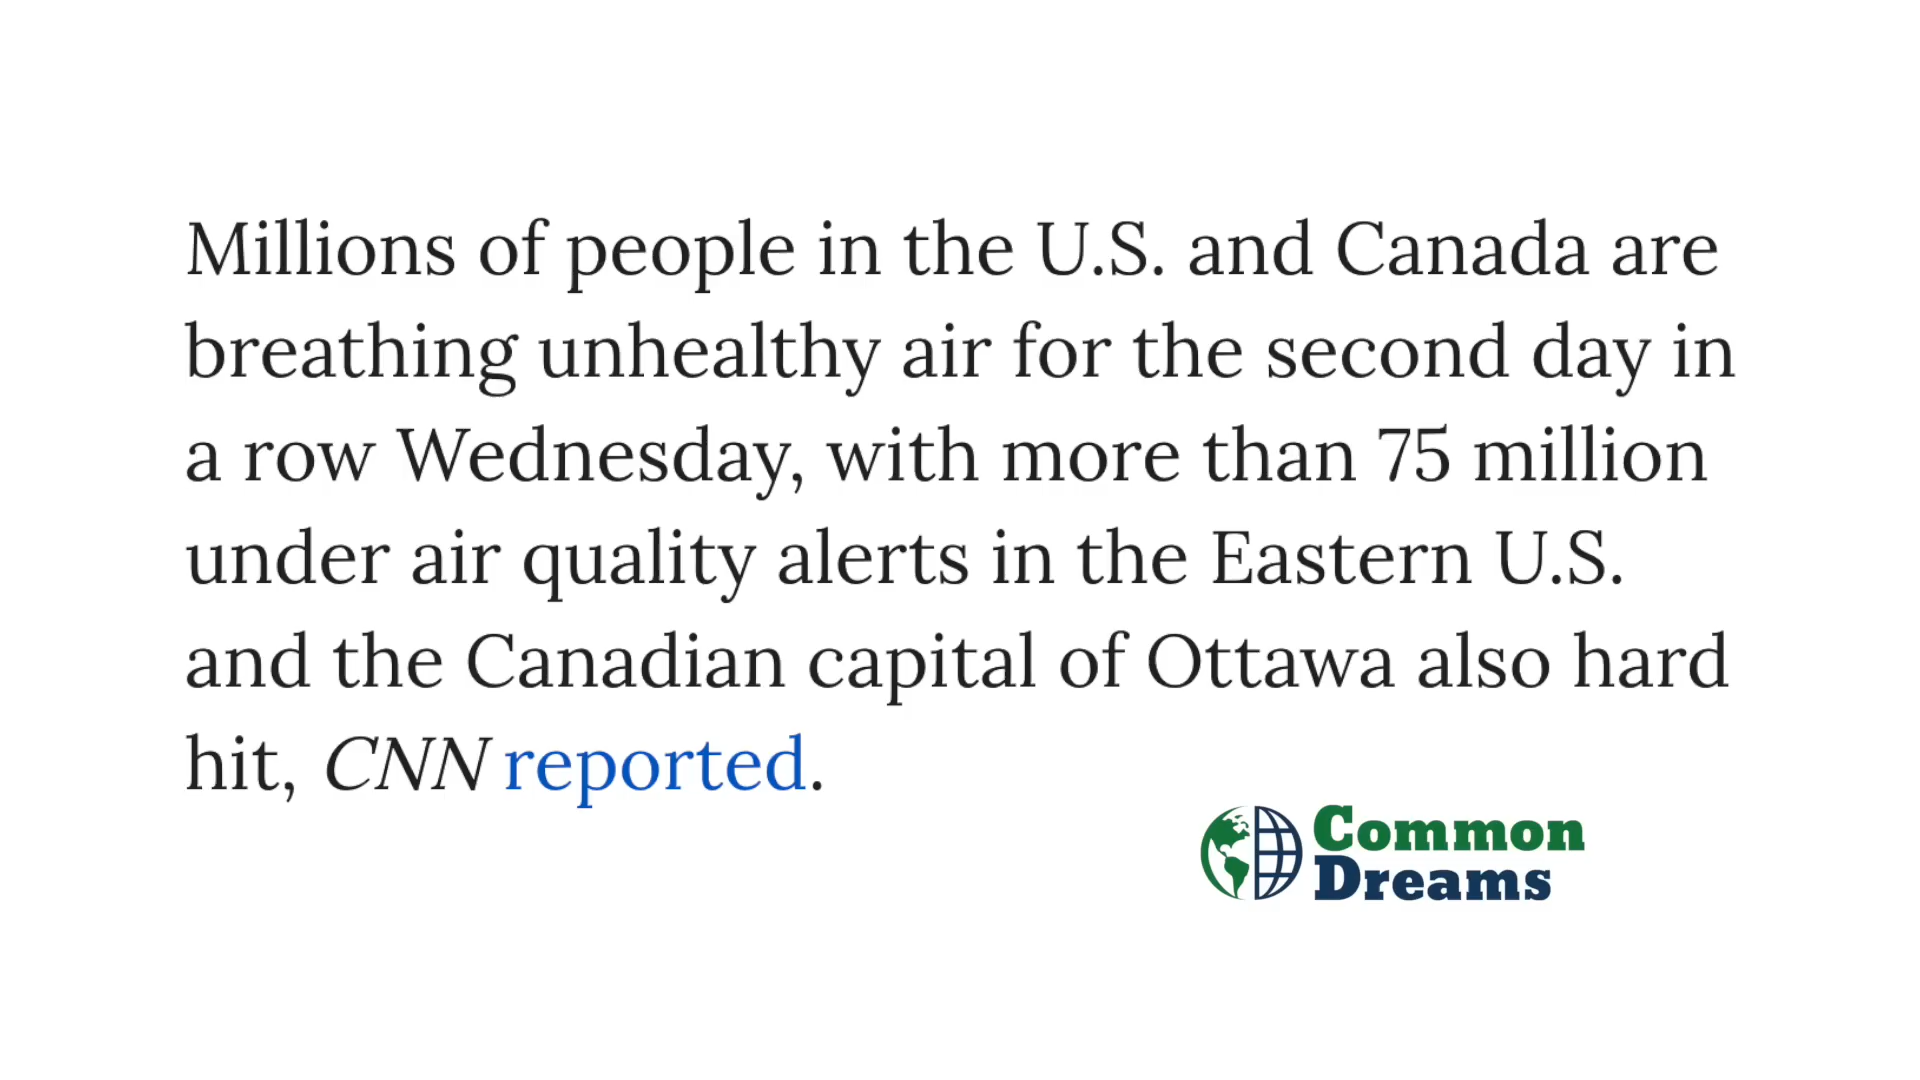 Millions of people in the U.S. and Canada are
breathing unhealthy air for the second day in
a row Wednesday, with more than 75 million
under air quality alerts in the Eastern U.S.
and the Canadian capital of Ottawa also hard
hit, CNN reported.
Common
Dreams